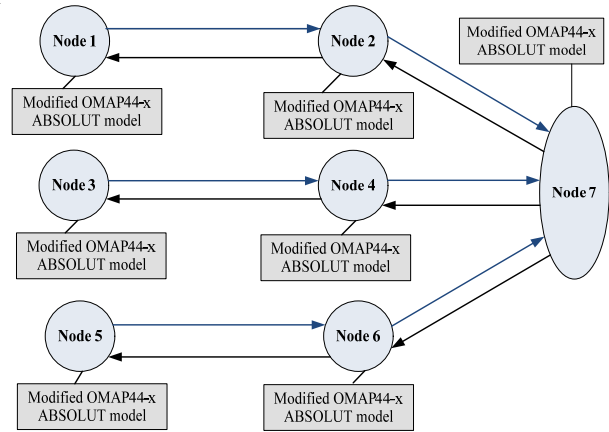 Node 1
Node 2
Modified OMAP44-x
ABSOLUT model
Modified OMAP44-x
ABSOLUT model
Modified OMAP44-x
ABSOLUT model
Node 3
Node 4
Node 7
Modified OMAP44-x
ABSOLUT model
Modified OMAP44-x
ABSOLUT model
Node 5
Node 6
Modified OMAP44-x
ABSOLUT model
Modified OMAP44-x
ABSOLUT model